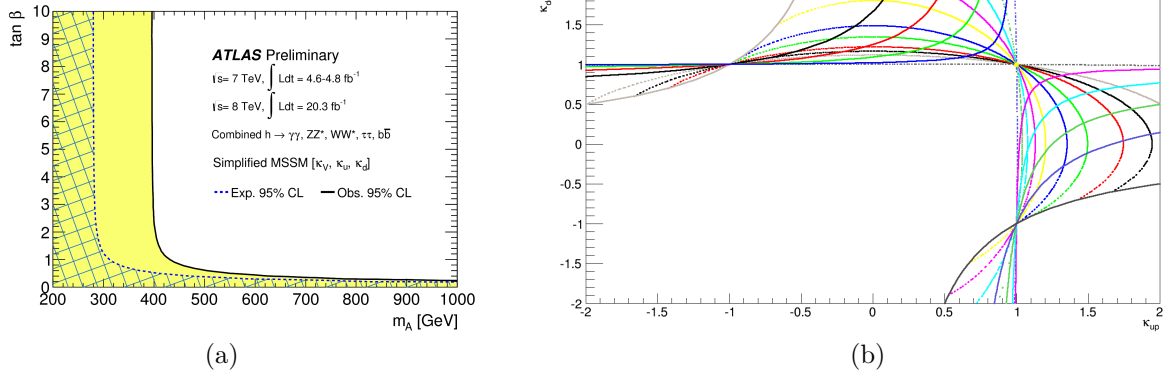 tan β
10
9
8
7
6
5
4
3
2
1
0
200 300 400 500 600 700 800 900 1000
m_A [GeV]
ATLAS Preliminary
√s= 7 TeV, ∫ Ldt = 4.6-4.8 fb⁻¹
√s= 8 TeV, ∫ Ldt = 20.3 fb⁻¹
Combined h → γγ, ZZ*, WW*, ττ, bb̅
Simplified MSSM [κ_V, κ_u, κ_d]
Exp. 95% CL Obs. 95% CL
(a)
κ_d
1.5
1
0.5
0
-0.5
-1
-1.5
-2
-2 -1.5 -1 -0.5 0 0.5 1 1.5 2
κ_up
(b)